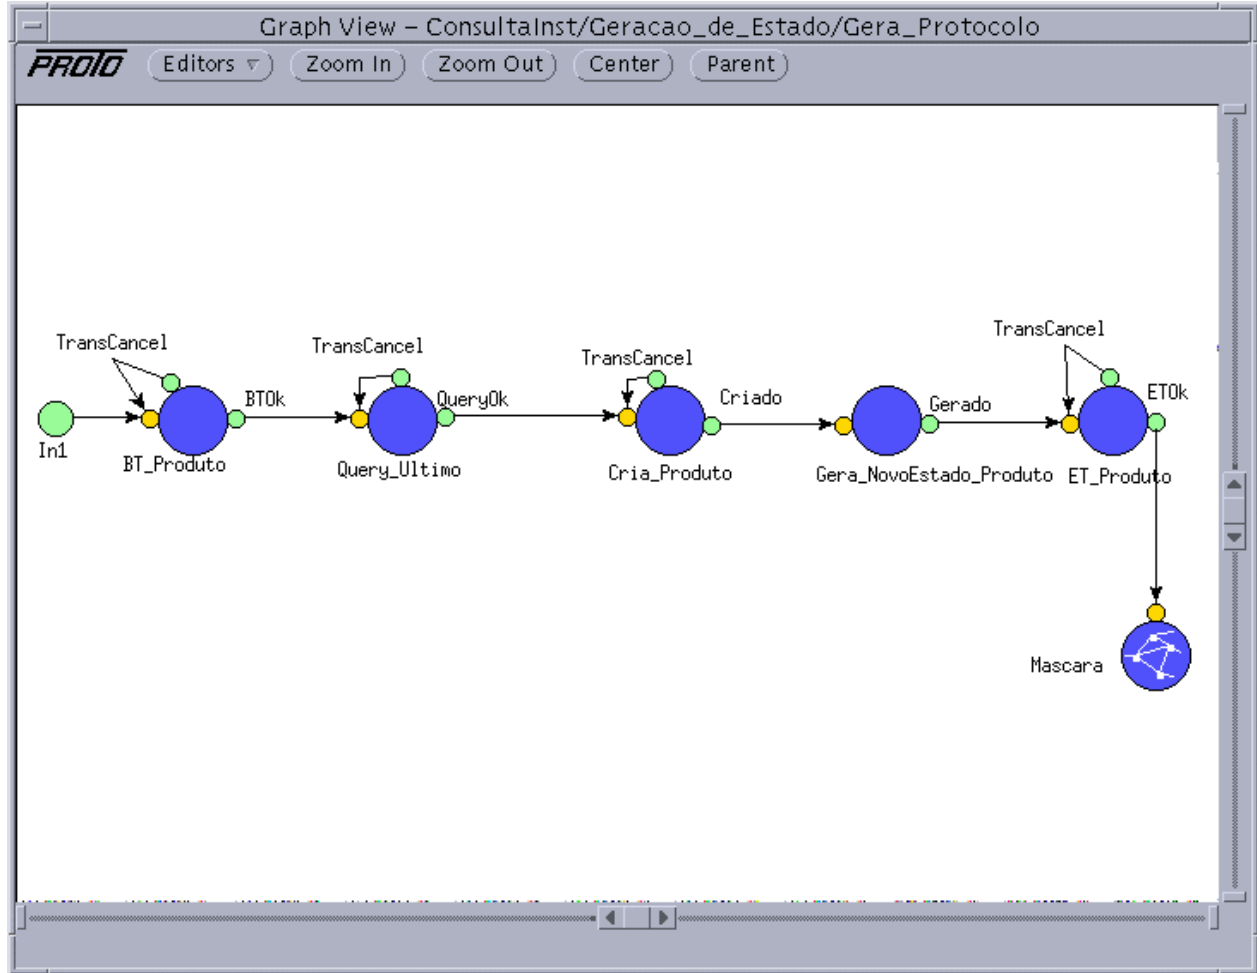 Graph View – ConsultaInst/Geracao_de_Estado/Gera_Protocolo
PROTO Editors Zoom In Zoom Out Center Parent
TransCancel
TransCancel
TransCancel
TransCancel
BTOk
QueryOk
Criado
Gerado
ETOk
In1
BT_Produto
Query_Ultimo
Cria_Produto
Gera_NovoEstado_Produto
ET_Produto
Mascara